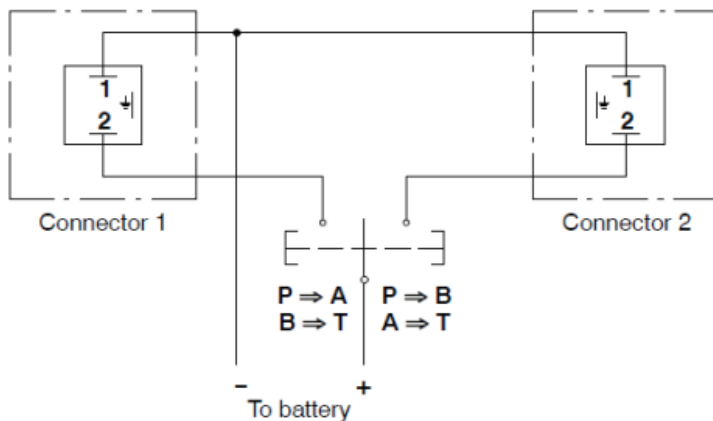 1
2
1
2
Connector 1
Connector 2
P ⇒ A P ⇒ B
B ⇒ T A ⇒ T
− +
To battery